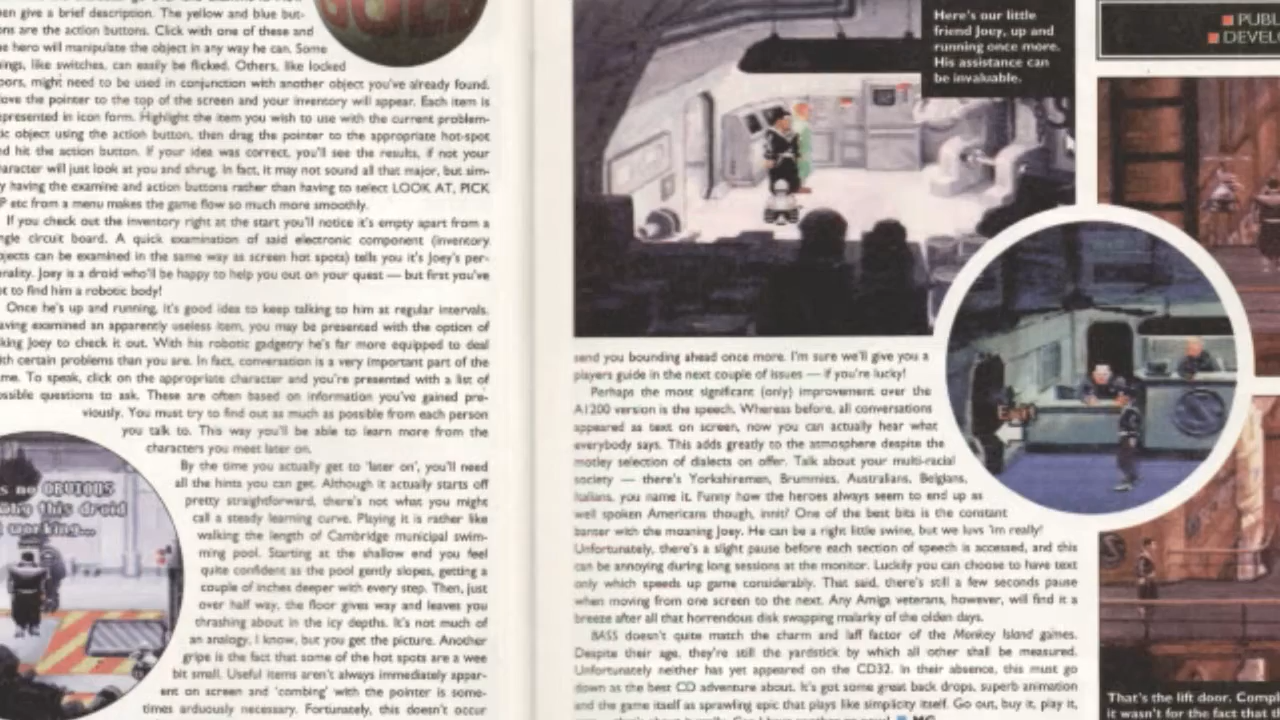 en give a brief description. The yellow and blue but-
ns are the action buttons. Click with one of these and
e hero will manipulate the object in any way he can. Some
ings, like switches, can easily be flicked. Others, like locked
oors, might need to be used in conjunction with another object you've already found.
ove the pointer to the top of the screen and your inventory will appear. Each item is
presented in icon form. Highlight the item you wish to use with the current problem-
ic object using the action button, then drag the pointer to the appropriate hot-spot
d hit the action button. If your idea was correct, you'll see the results, if not your
aracter will just look at you and shrug. In fact, it may not sound all that major, but sim-
y having the examine and action buttons rather than having to select LOOK AT, PICK
P etc from a menu makes the game flow so much more smoothly.
If you check out the inventory right at the start you'll notice it's empty apart from a
ngle circuit board. A quick examination of said electronic component (inventory
bjects can be examined in the same way as screen hot spots) tells you it's Joey's per-
nality. Joey is a droid who'll be happy to help you out on your quest — but first you've
t to find him a robotic body!
Once he's up and running, it's good idea to keep talking to him at regular intervals.
aving examined an apparently useless item, you may be presented with the option of
king Joey to check it out. With his robotic gadgetry he's far more equipped to deal
ith certain problems than you are. In fact, conversation is a very important part of the
me. To speak, click on the appropriate character and you're presented with a list of
ossible questions to ask. These are often based on information you've gained pre-
viously. You must try to find out as much as possible from each person
you talk to. This way you'll be able to learn more from the
characters you meet later on.
By the time you actually get to 'later on', you'll need
all the hints you can get. Although it actually starts off
pretty straightforward, there's not what you might
call a steady learning curve. Playing it is rather like
walking the length of Cambridge municipal swim-
ming pool. Starting at the shallow end you feel
quite confident as the pool gently slopes, getting a
couple of inches deeper with every step. Then, just
over half way, the floor gives way and leaves you
thrashing about in the icy depths. It's not much of
an analogy, I know, but you get the picture. Another
gripe is the fact that some of the hot spots are a wee
bit small. Useful items aren't always immediately appar-
ent on screen and 'combing' with the pointer is some-
times arduously necessary. Fortunately, this doesn't occur
s no OBVIOUS
why this droid
working...
Here's our little
friend Joey, up and
running once more.
His assistance can
be invaluable.
send you bounding ahead once more. I'm sure we'll give you a
players guide in the next couple of issues — if you're lucky!
Perhaps the most significant (only) improvement over the
A1200 version is the speech. Whereas before, all conversations
appeared as text on screen, now you can actually hear what
everybody says. This adds greatly to the atmosphere despite the
motley selection of dialects on offer. Talk about your multi-racial
society — there's Yorkshiremen, Brummies, Australians, Belgians,
Italians, you name it. Funny how the heroes always seem to end up as
well spoken Americans though, innit? One of the best bits is the constant
banter with the moaning Joey. He can be a right little swine, but we luvs 'im really!
Unfortunately, there's a slight pause before each section of speech is accessed, and this
can be annoying during long sessions at the monitor. Luckily you can choose to have text
only which speeds up game considerably. That said, there's still a few seconds pause
when moving from one screen to the next. Any Amiga veterans, however, will find it a
breeze after all that horrendous disk swapping malarky of the olden days.
BASS doesn't quite match the charm and laff factor of the Monkey Island games.
Despite their age, they're still the yardstick by which all other shall be measured.
Unfortunately neither has yet appeared on the CD32. In their absence, this must go
down as the best CD adventure about. It's got some great back drops, superb animation
and the game itself as sprawling epic that plays like simplicity itself. Go out, buy it, play it,
MG
Exit
PUBL
DEVELO
That's the lift door. Compl
it wasn't for the fact that t